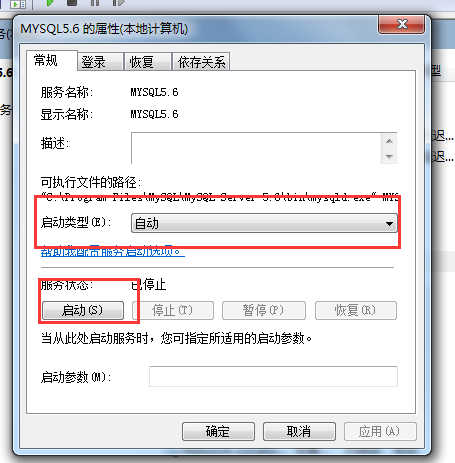 MYSQL5.6 的属性(本地计算机)
常规 登录 恢复 依存关系
服务名称: MYSQL5.6
显示名称: MYSQL5.6
描述:
可执行文件的路径:
"C:\Program Files\MySQL\MySQL Server 5.6\bin\mysqld.exe" MYS
启动类型(E): 自动
帮助我配置服务启动选项。
服务状态: 已停止
启动(S) 停止(T) 暂停(P) 恢复(R)
当从此处启动服务时，您可指定所适用的启动参数。
启动参数(M):
确定 取消 应用(A)